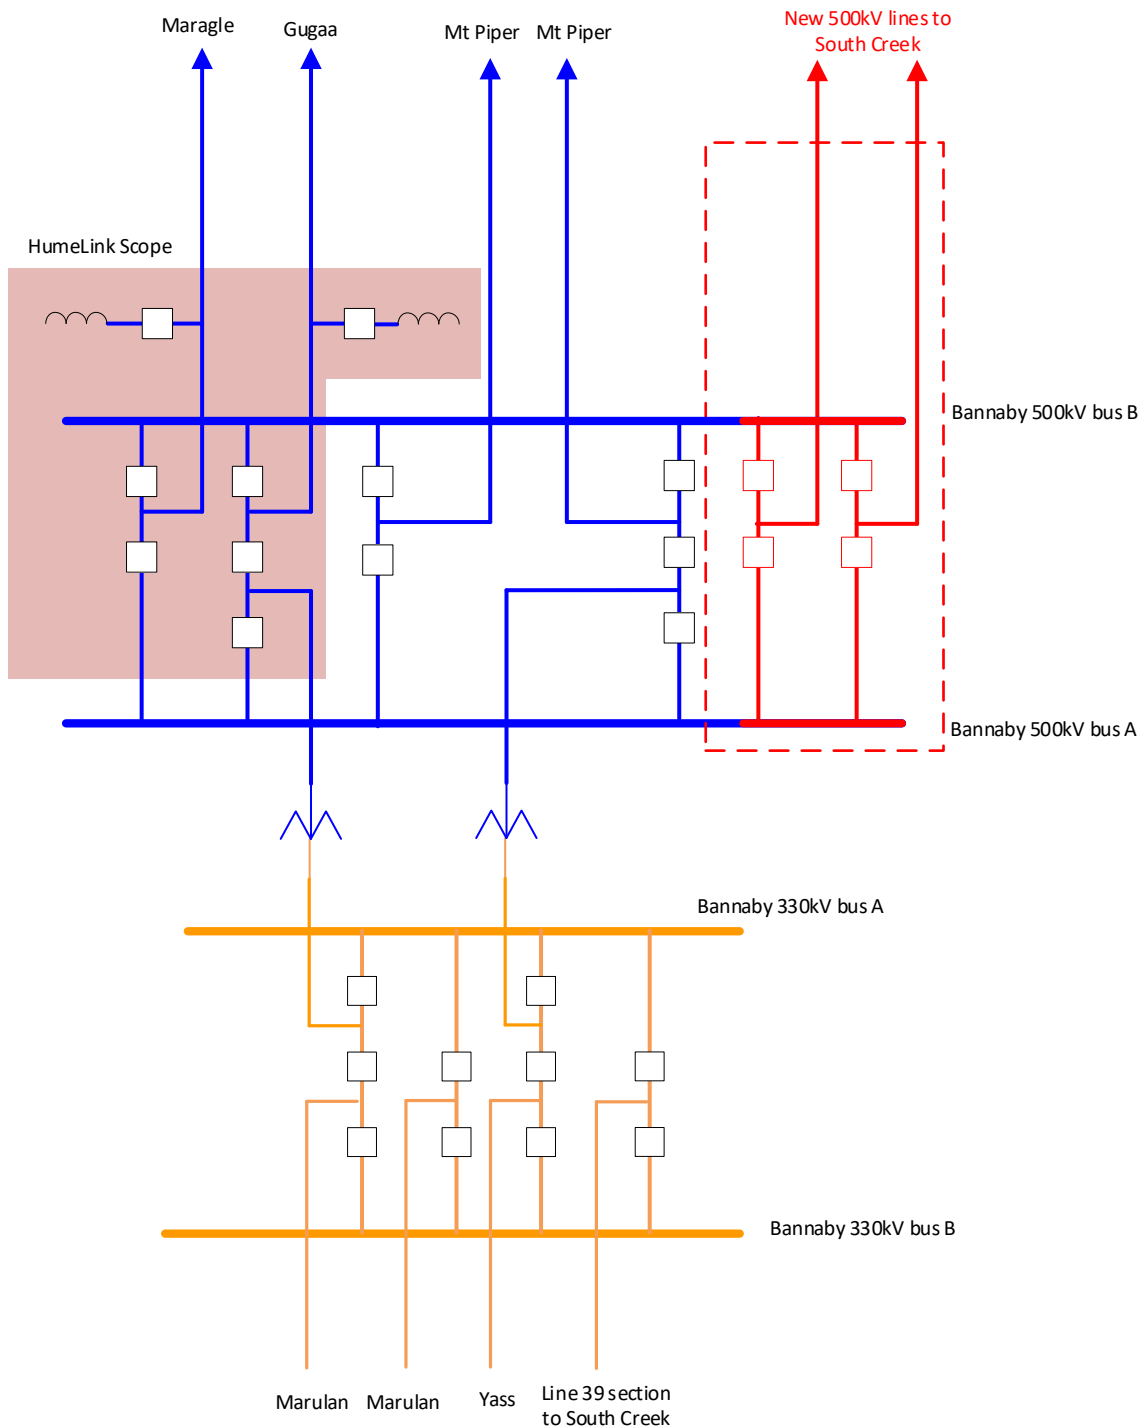 Maragle
Gugaa
Mt Piper
Mt Piper
New 500kV lines to
South Creek
HumeLink Scope
Bannaby 500kV bus B
Bannaby 500kV bus A
Bannaby 330kV bus A
Bannaby 330kV bus B
Marulan
Marulan
Yass
Line 39 section
to South Creek